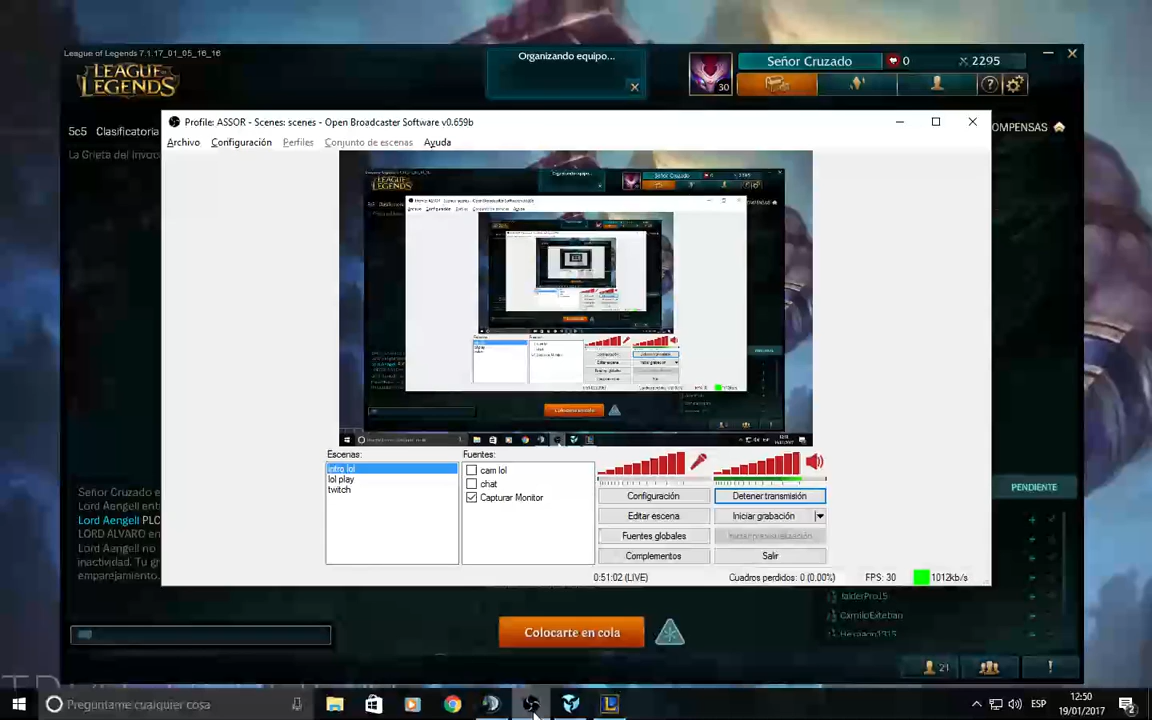 League of Legends 7.1.17_01_05_16_16
LEAGUE OF LEGENDS
Organizando equipo...
30
Señor Cruzado
0
2295
5c5 Clasificatoria
La Grieta del Invoc
OMPENSAS
Profile: ASSOR - Scenes: scenes - Open Broadcaster Software v0.659b
Archivo Configuración Perfiles Conjunto de escenas Ayuda
Escenas:
intro lol
lol play
twitch
Fuentes:
cam lol
chat
Capturar Monitor
Configuración
Detener transmisión
Editar escena
Iniciar grabación
Fuentes globales
Complementos
Salir
0:51:02 (LIVE)
Cuadros perdidos: 0 (0.00%)
FPS: 30
1012kb/s
PENDIENTE
Señor Cruzado e
Lord Aengell ent
Lord Aengell PLC
LORD ALVARO en
Lord Aengell no
inactividad. Tu g
emparejamiento.
Colocarte en cola
21
Pregúntame cualquier cosa
ESP
12:50
19/01/2017
2